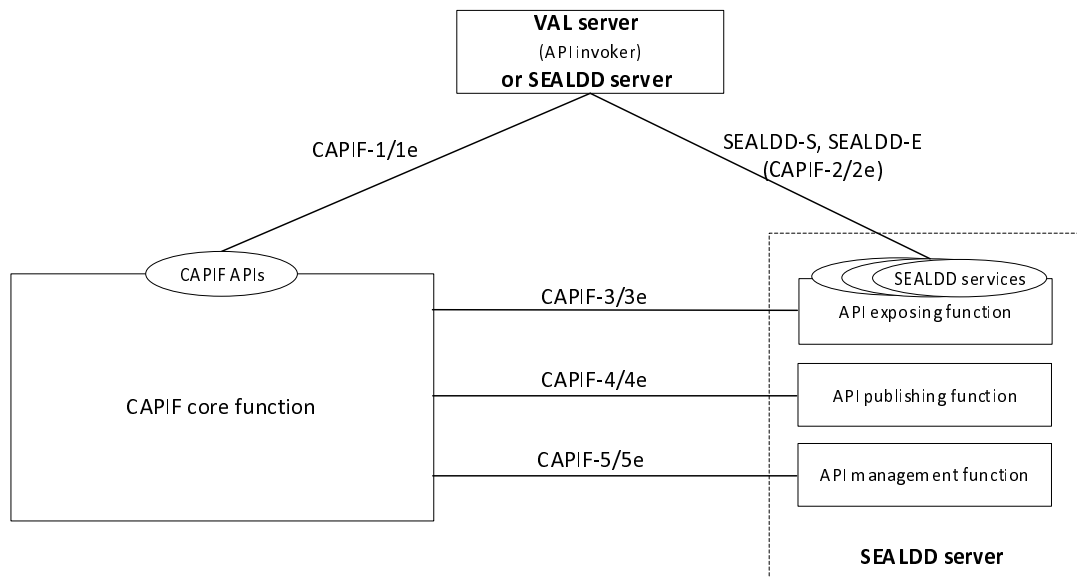 VAL server
(API invoker)
or SEALDD server
CAPIF-1/1e
SEALDD-S, SEALDD-E
(CAPIF-2/2e)
CAPIF APIs
SEALDD services
CAPIF-3/3e
API exposing function
CAPIF-4/4e
API publishing function
CAPIF core function
CAPIF-5/5e
API management function
SEALDD server